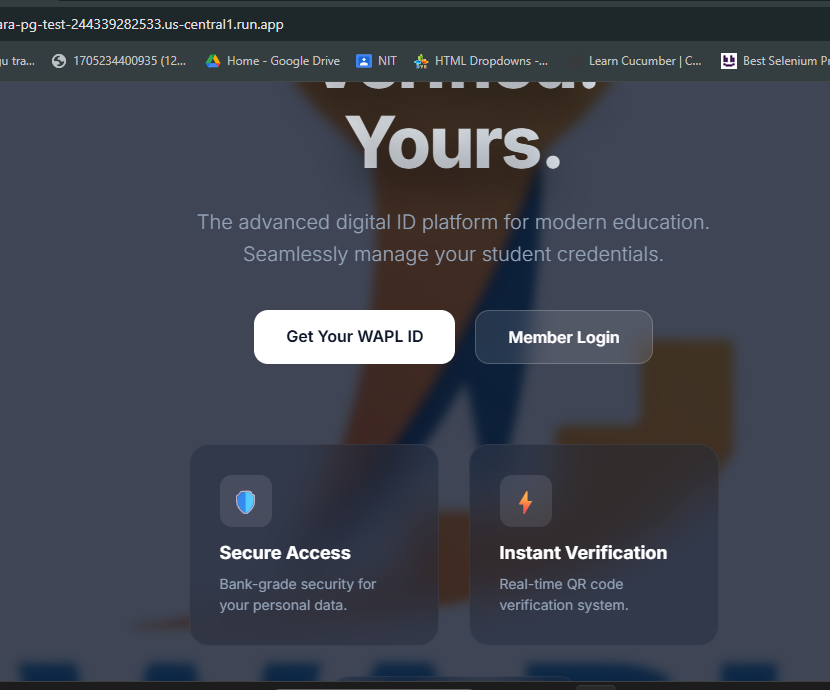 ara-pg-test-244339282533.us-central1.run.app
gu tra...
1705234400935 (12...
Home - Google Drive
NIT
HTML Dropdowns -...
Learn Cucumber | C...
Best Selenium Pr
Verified.
Yours.
The advanced digital ID platform for modern education.
Seamlessly manage your student credentials.
Get Your WAPL ID
Member Login
Secure Access
Bank-grade security for
your personal data.
Instant Verification
Real-time QR code
verification system.